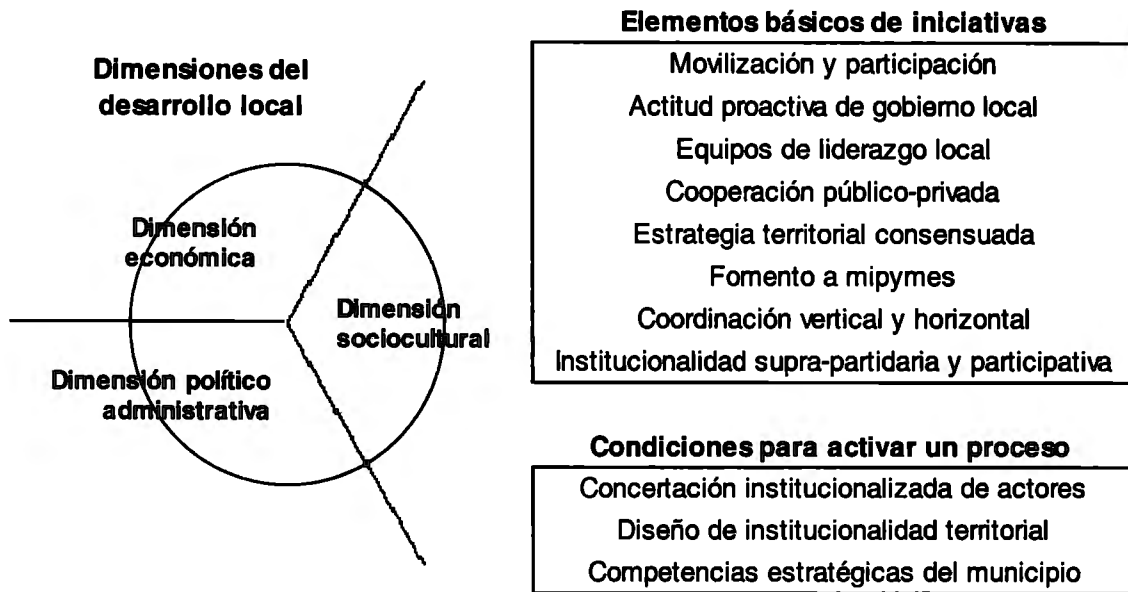 Dimensiones del
desarrollo local
Dimensión
económica
Dimensión
sociocultural
Dimensión político
administrativa
Elementos básicos de iniciativas
Movilización y participación
Actitud proactiva de gobierno local
Equipos de liderazgo local
Cooperación público-privada
Estrategia territorial consensuada
Fomento a mipymes
Coordinación vertical y horizontal
Institucionalidad supra-partidaria y participativa
Condiciones para activar un proceso
Concertación institucionalizada de actores
Diseño de institucionalidad territorial
Competencias estratégicas del municipio